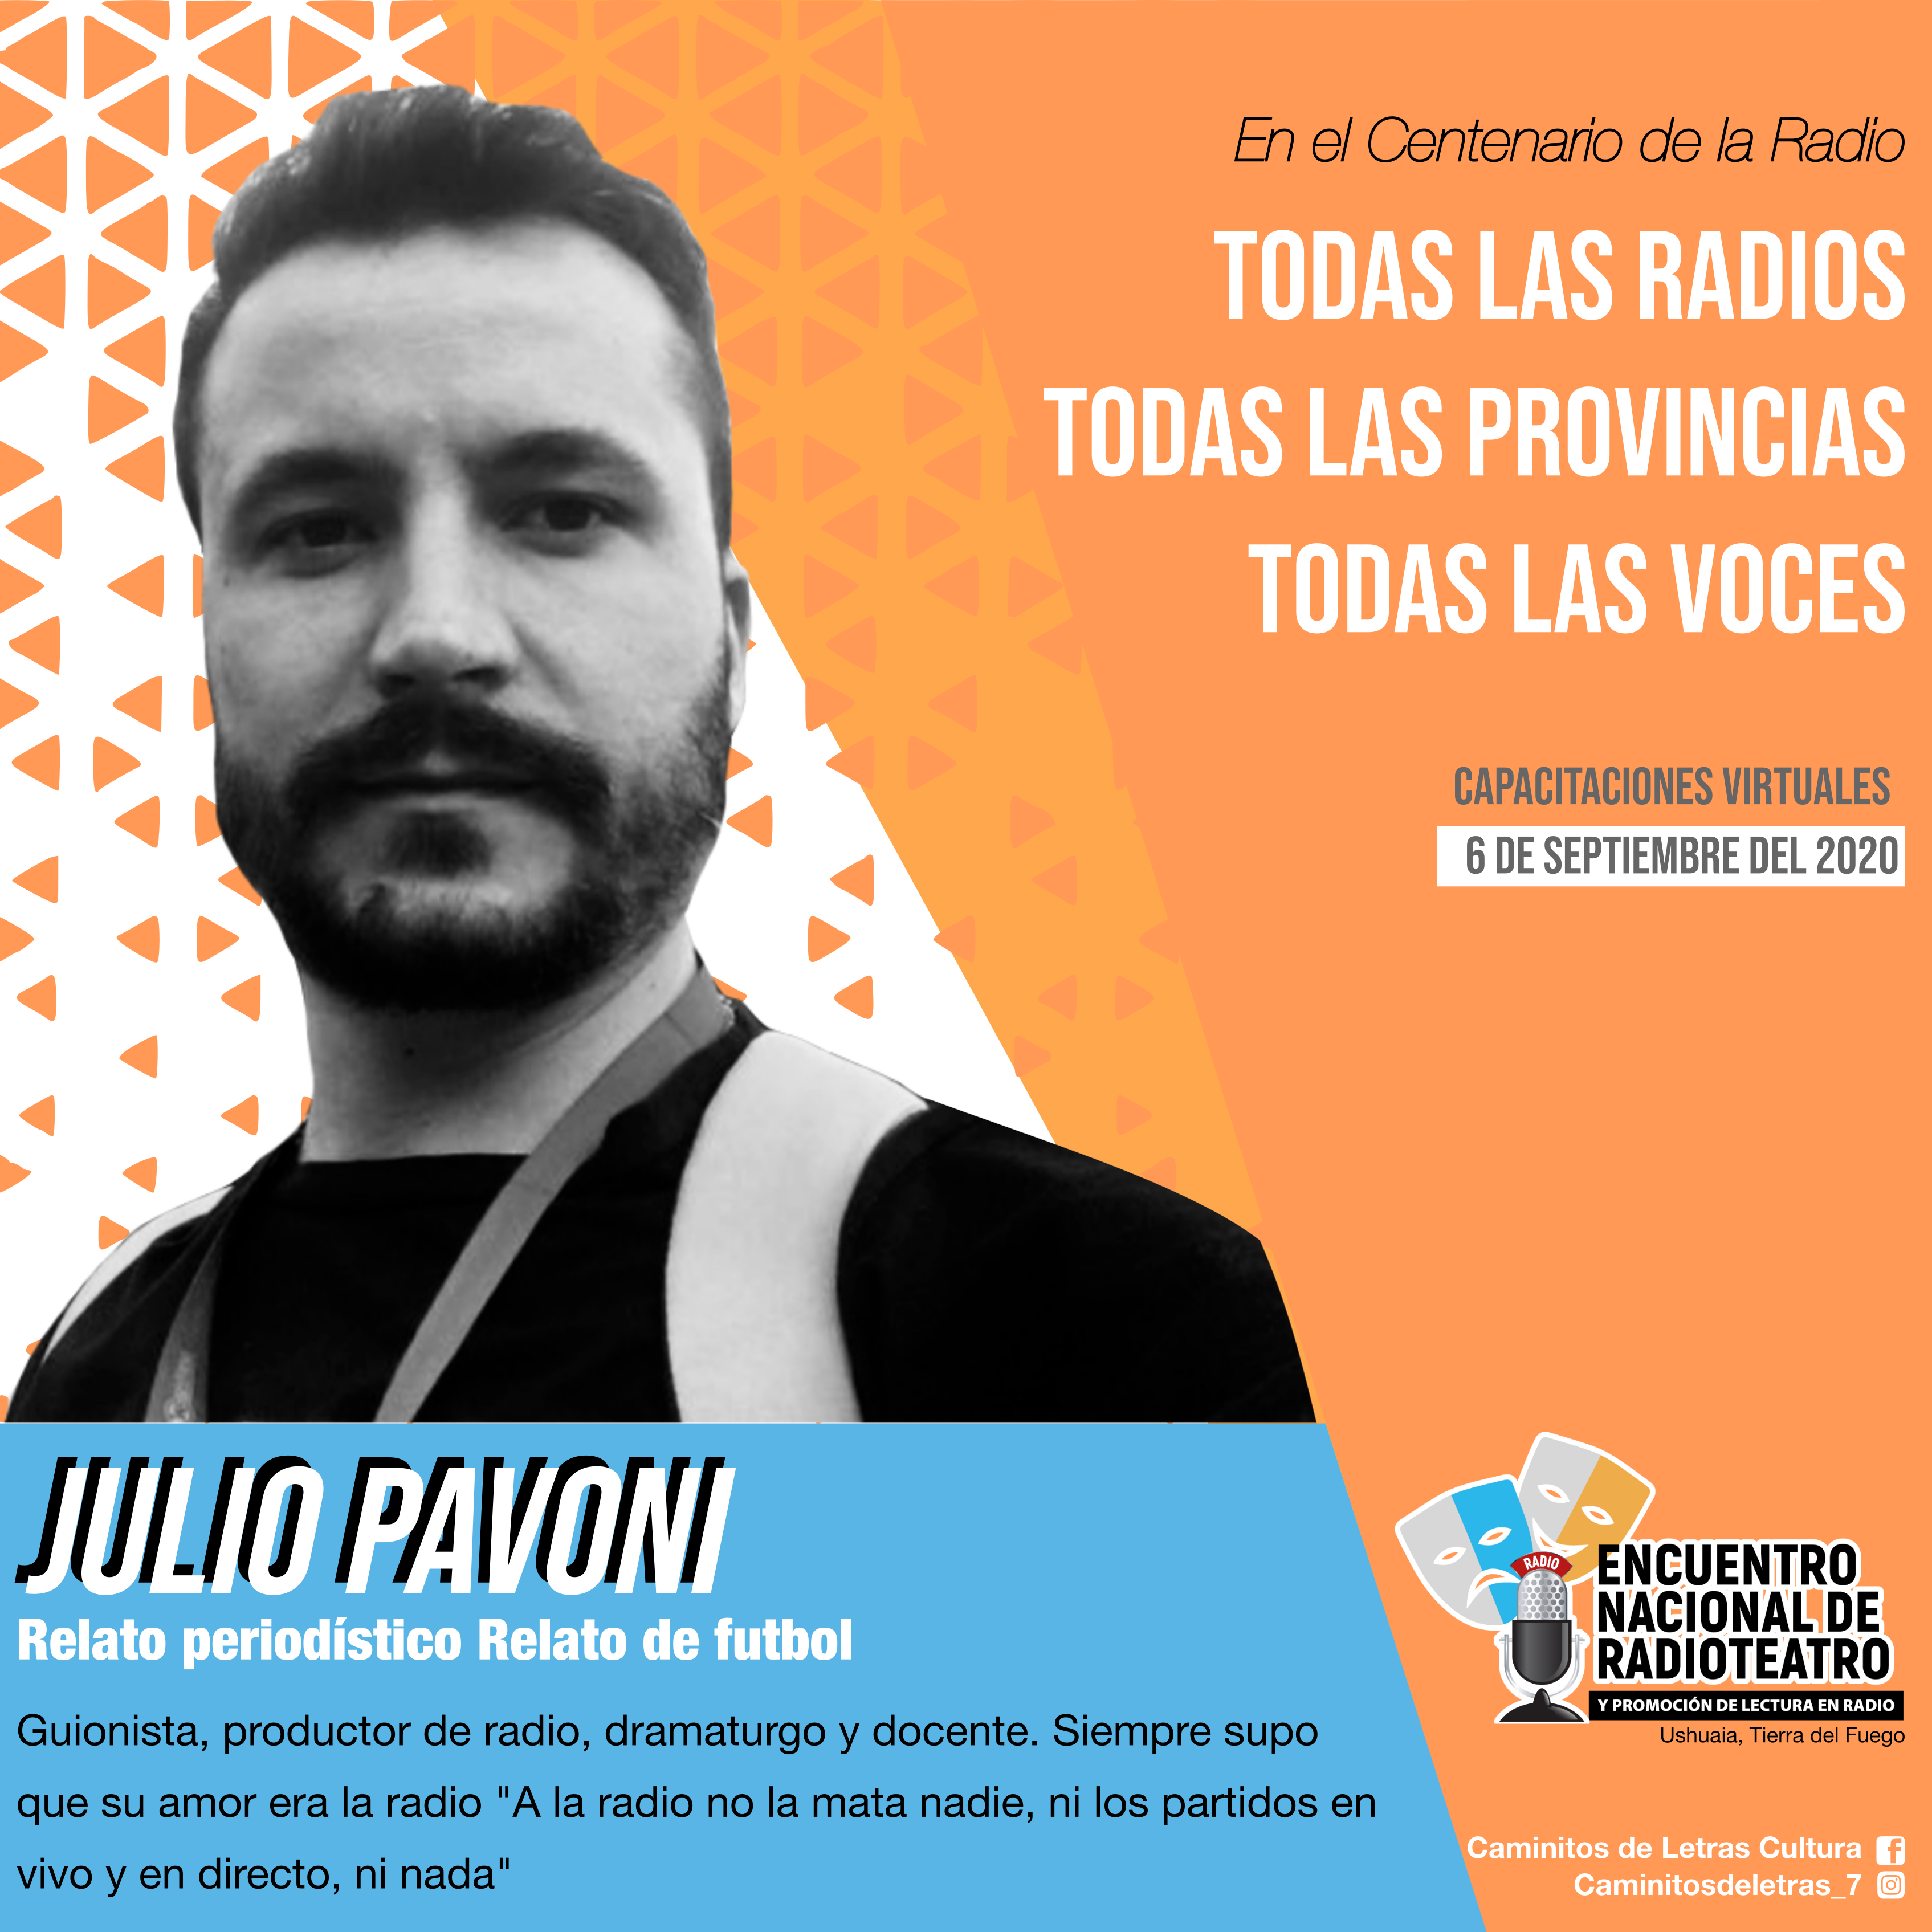 En el Centenario de la Radio
TODAS LAS RADIOS
TODAS LAS PROVINCIAS
TODAS LAS VOCES
CAPACITACIONES VIRTUALES
6 DE SEPTIEMBRE DEL 2020
JULIO PAVONI
Relato periodístico Relato de futbol
Guionista, productor de radio, dramaturgo y docente. Siempre supo
que su amor era la radio "A la radio no la mata nadie, ni los partidos en
vivo y en directo, ni nada"
RADIO
ENCUENTRO
NACIONAL DE
RADIOTEATRO
Y PROMOCIÓN DE LECTURA EN RADIO
Ushuaia, Tierra del Fuego
Caminitos de Letras Cultura
Caminitosdeletras_7